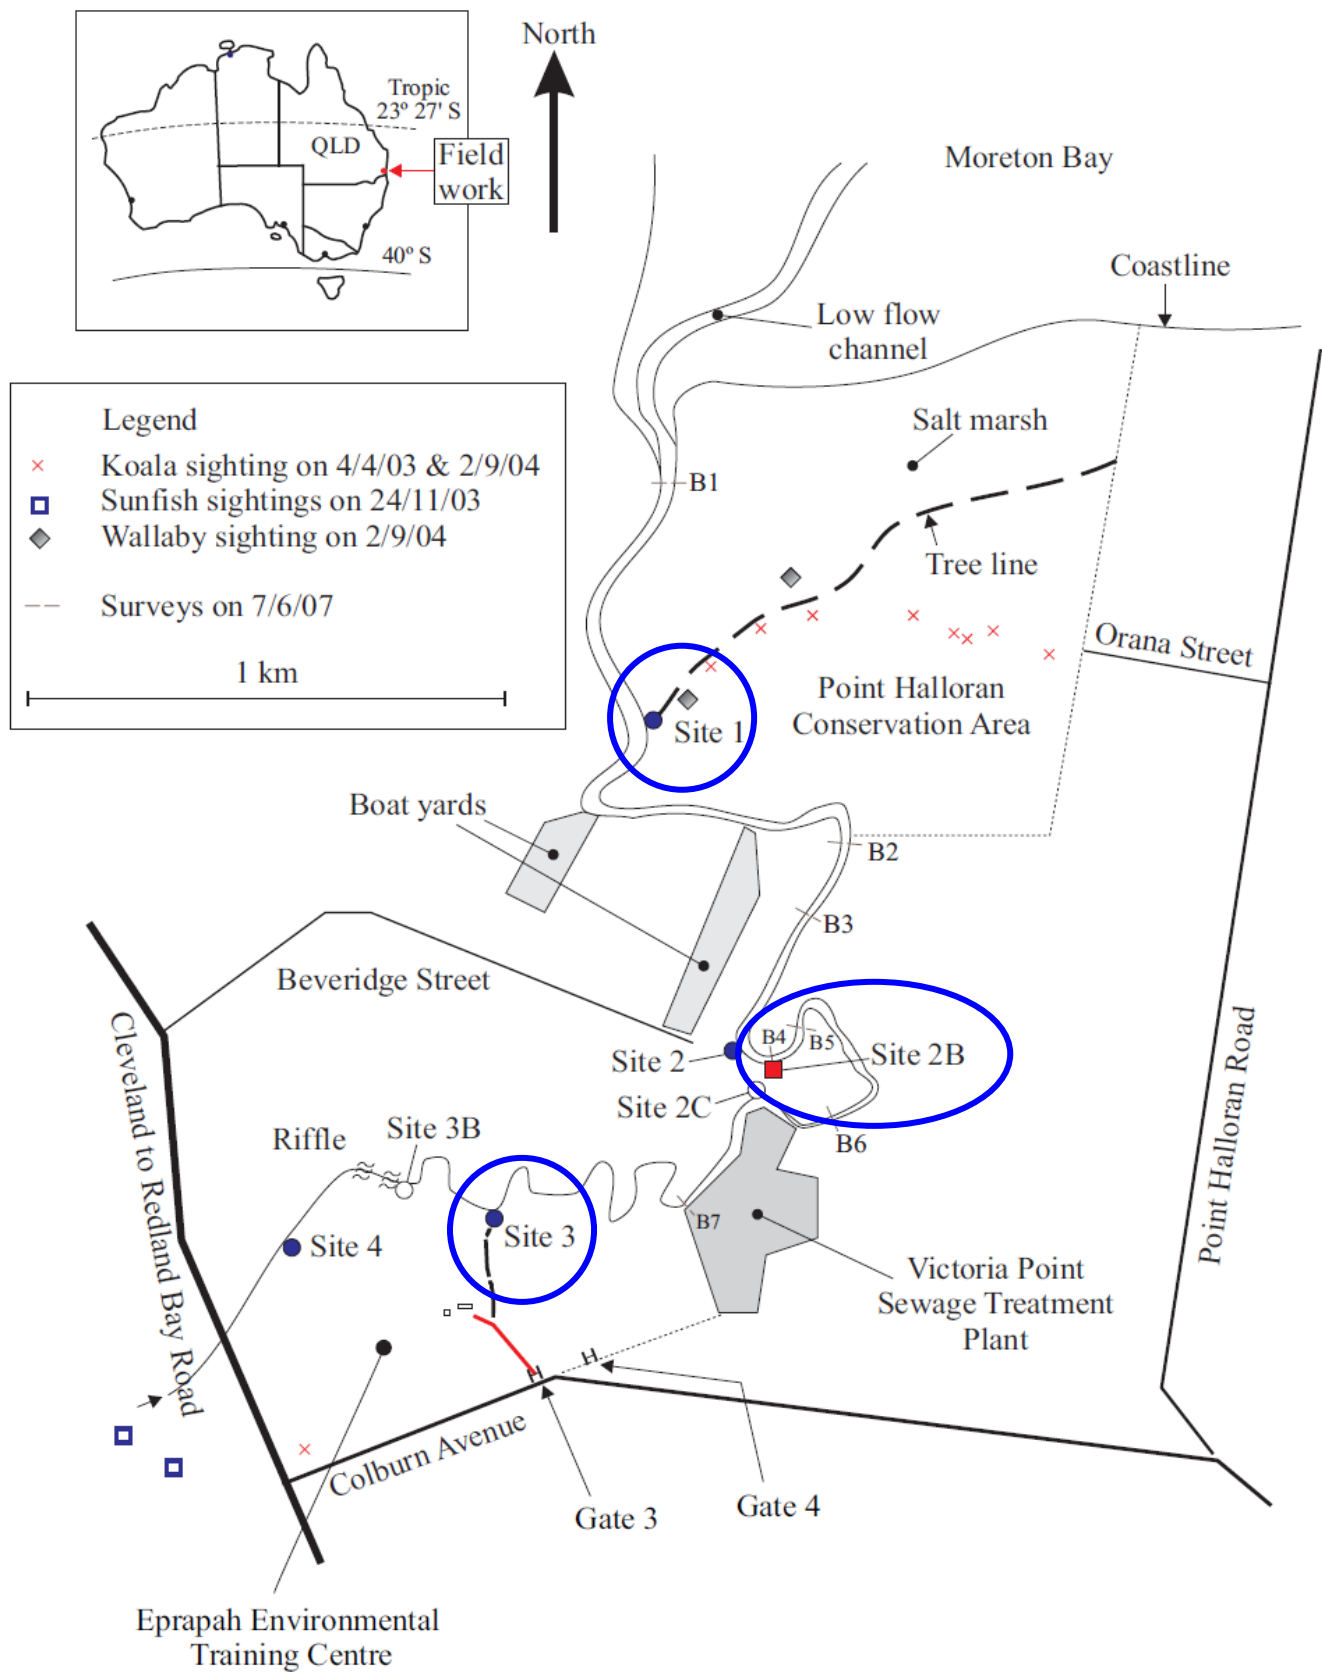 North
Tropic
23º 27' S
QLD
Field
work
40º S
Moreton Bay
Coastline
Low flow
channel
Legend
Koala sighting on 4/4/03 & 2/9/04
Sunfish sightings on 24/11/03
Wallaby sighting on 2/9/04
Surveys on 7/6/07
1 km
Salt marsh
B1
Tree line
Orana Street
Point Halloran
Conservation Area
Site 1
Boat yards
B2
B3
Beveridge Street
Cleveland to Redland Bay Road
Point Halloran Road
B4
B5
Site 2
Site 2B
Site 2C
B6
Riffle
Site 3B
B7
Site 3
Site 4
Victoria Point
Sewage Treatment
Plant
Colburn Avenue
Gate 3
Gate 4
Eprapah Environmental
Training Centre